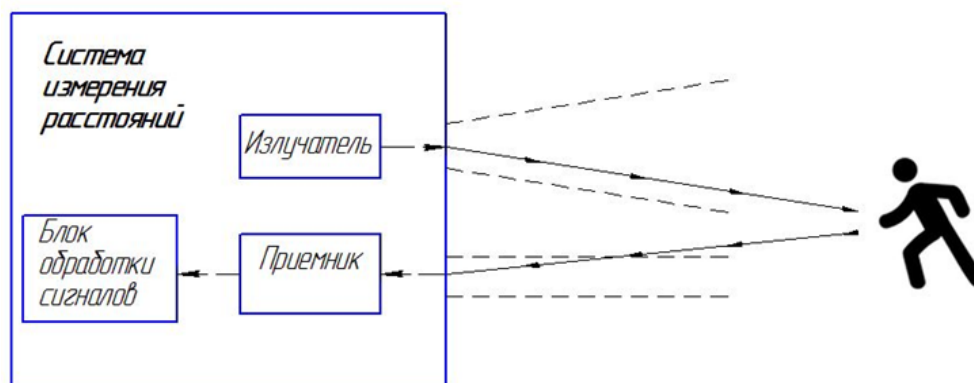 Система
измерения
расстояний
Излучатель
Блок
обработки
сигналов
Приемник